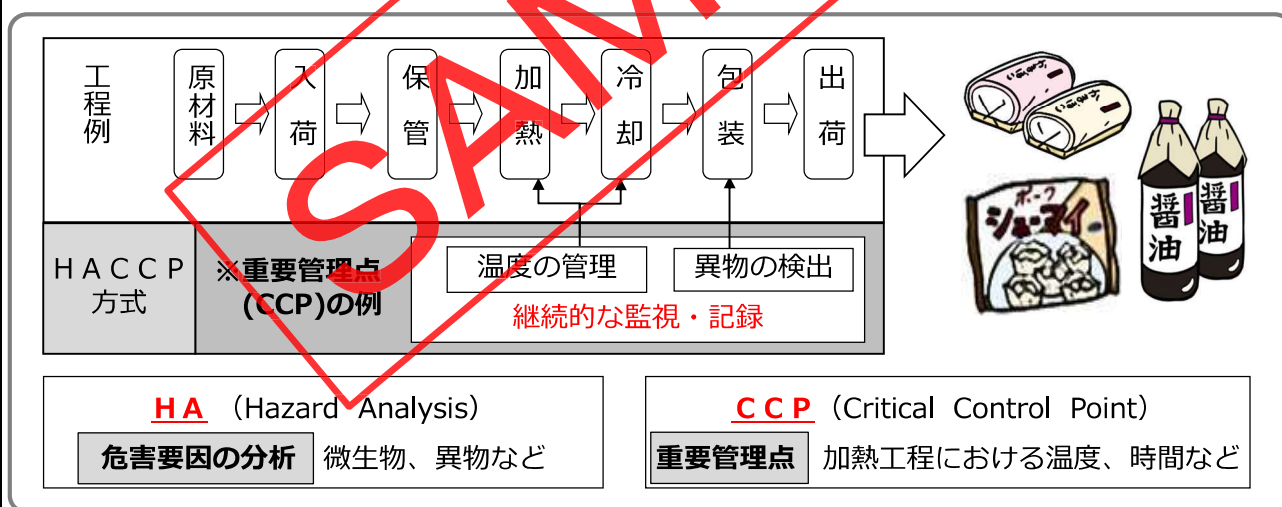 工程例
原材料
入荷
保管
加熱
冷却
包装
出荷
HACCP
方式
※重要管理点
(CCP)の例
温度の管理
異物の検出
継続的な監視・記録
ポーク
シューマイ
醤油
醤油
HA (Hazard Analysis)
危害要因の分析 微生物、異物など
CCP (Critical Control Point)
重要管理点 加熱工程における温度、時間など